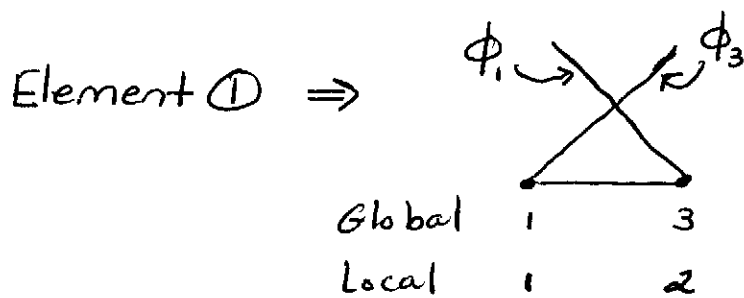 ϕ₁ ϕ₃
Element ① ⇒
Global 1 3
Local 1 2